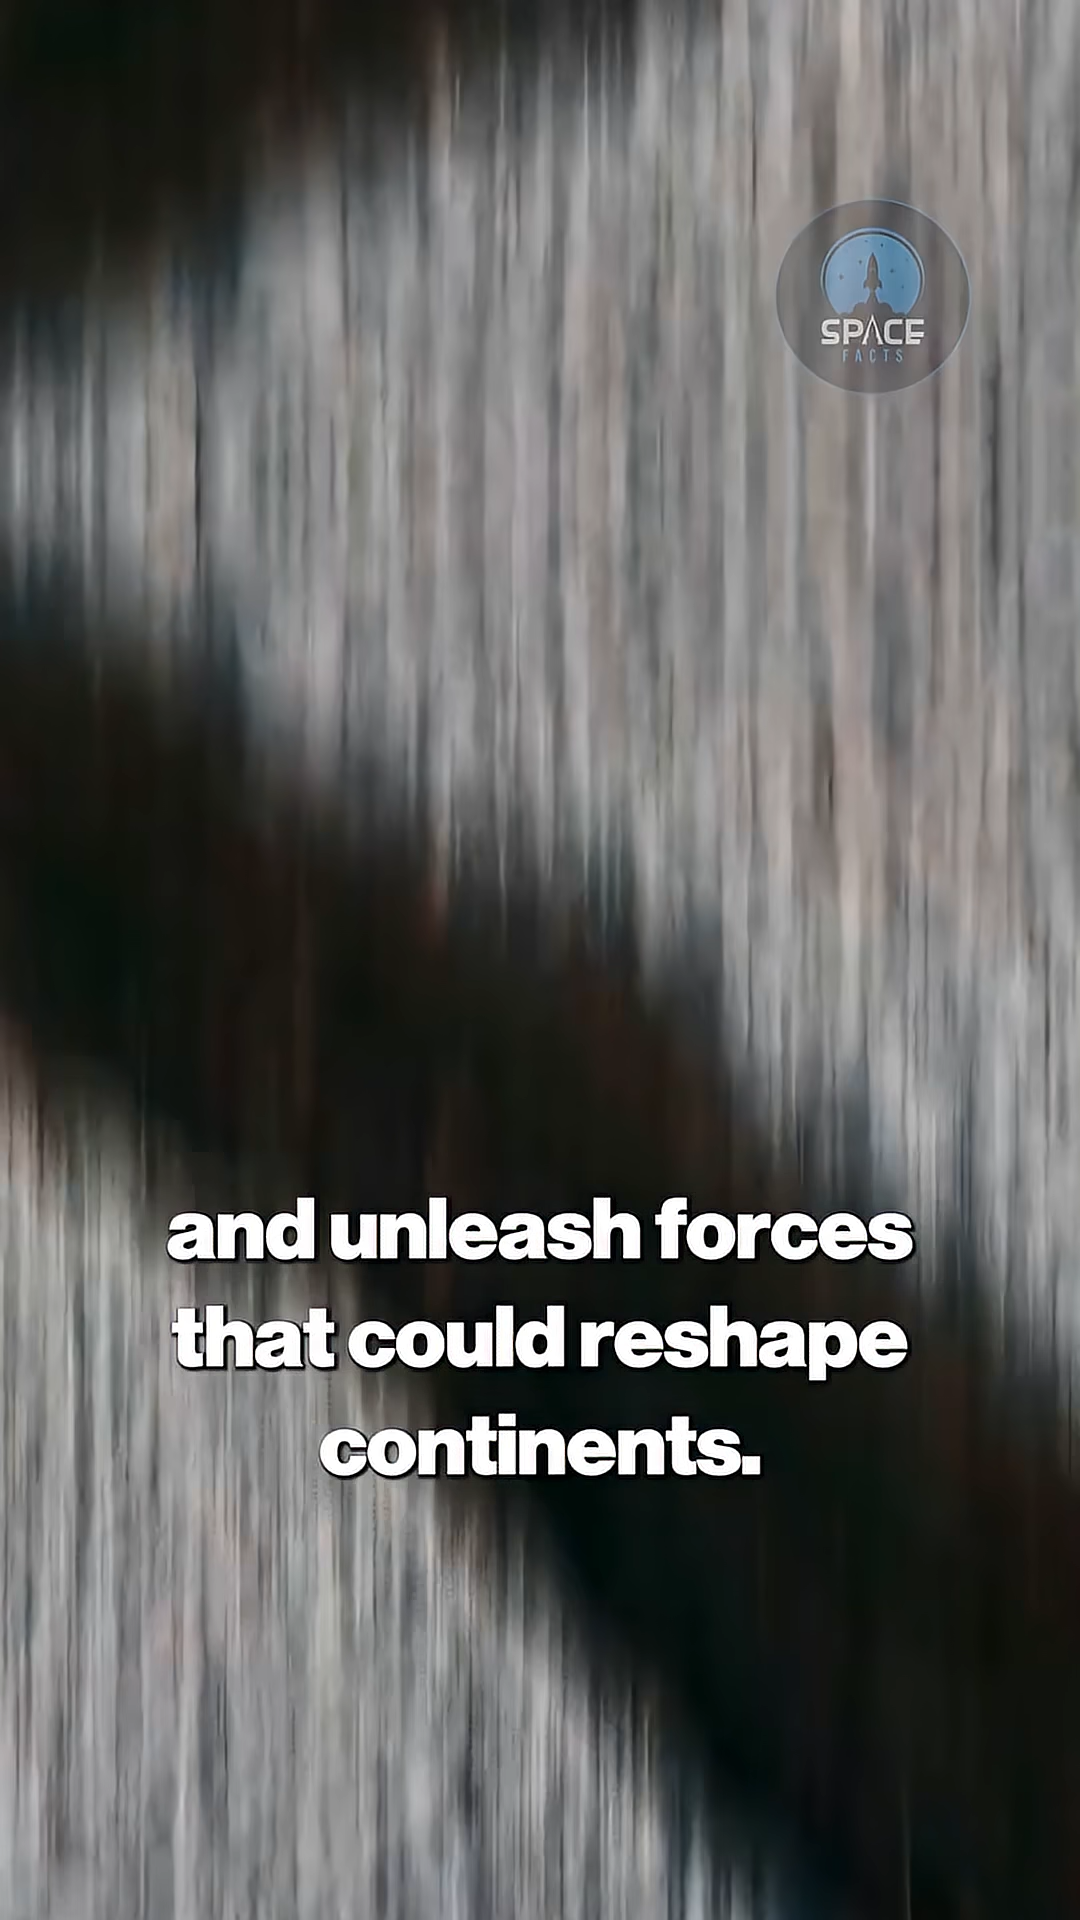 SPACE
FACTS
and unleash forces
that could reshape
continents.